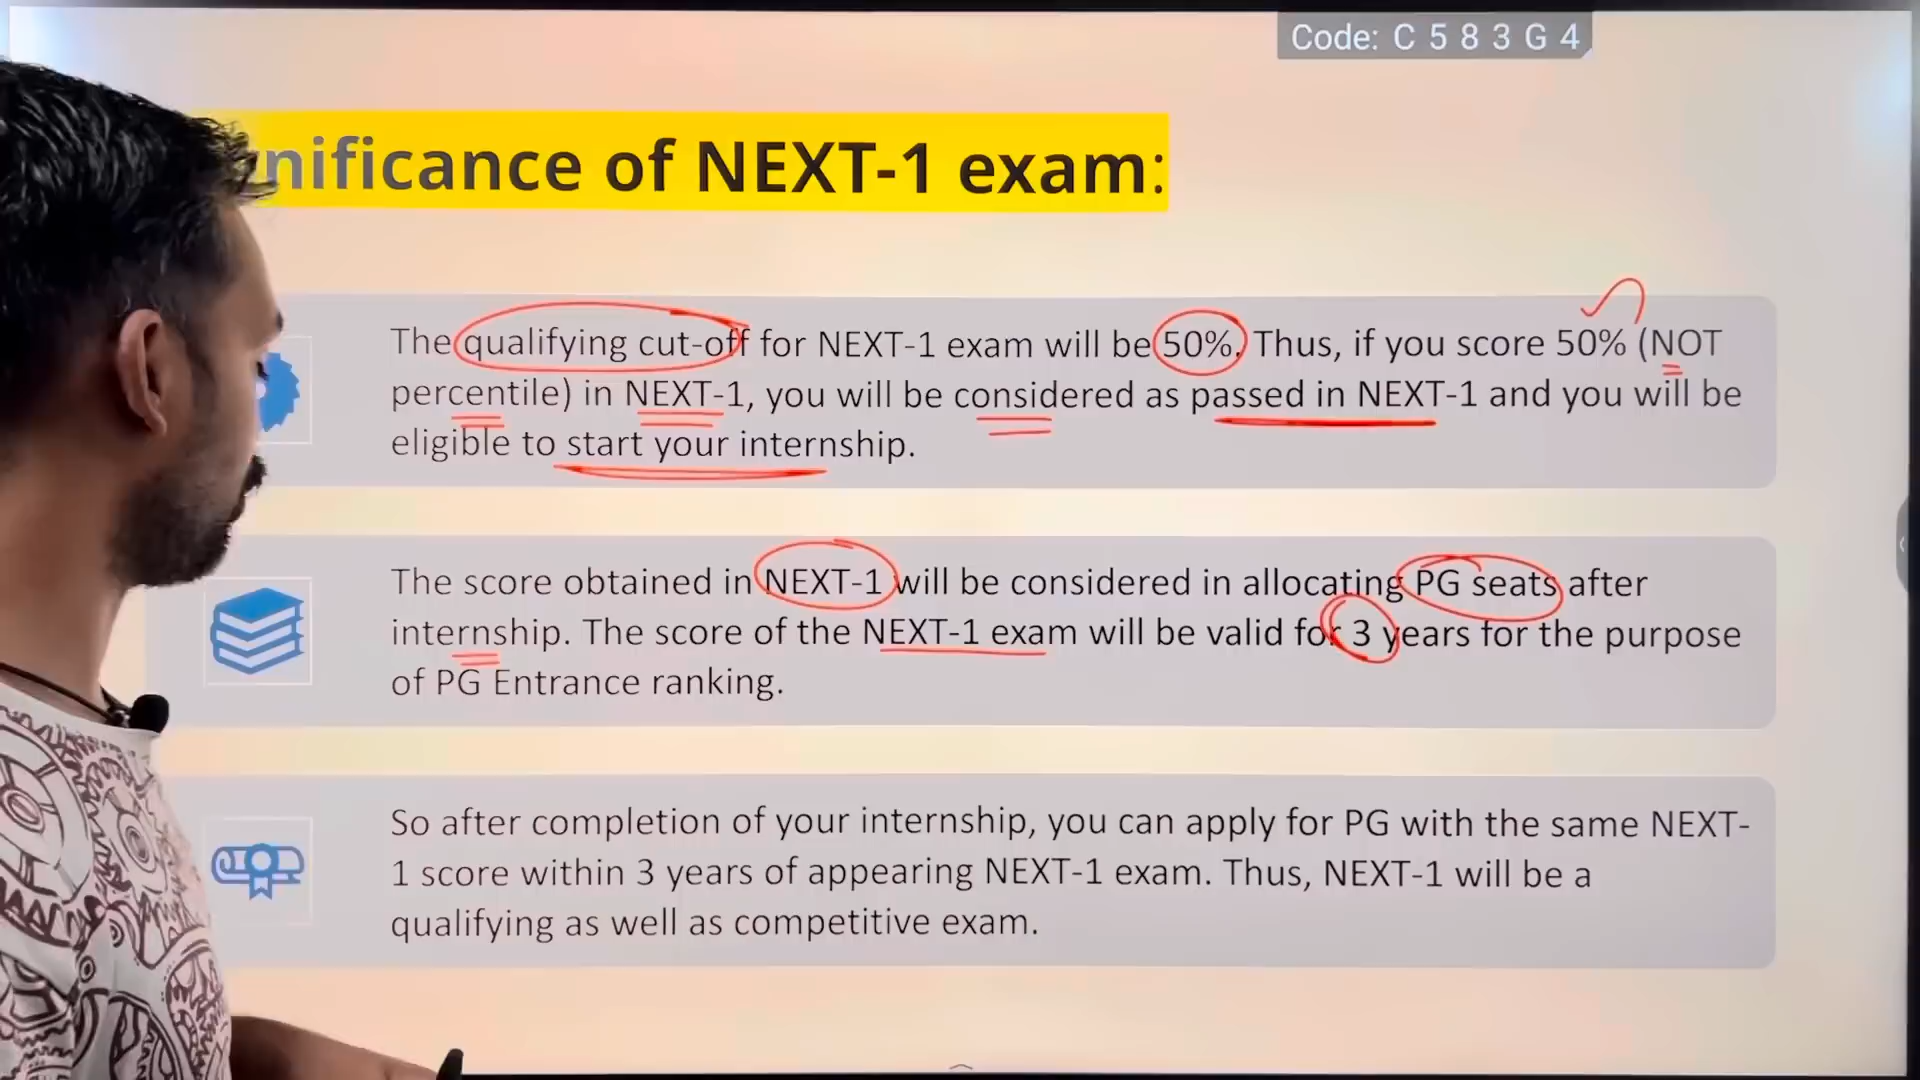 Code: C 5 8 3 G 4
nificance of NEXT-1 exam:
The qualifying cut-off for NEXT-1 exam will be 50%. Thus, if you score 50% (NOT
percentile) in NEXT-1, you will be considered as passed in NEXT-1 and you will be
eligible to start your internship.
The score obtained in NEXT-1 will be considered in allocating PG seats after
internship. The score of the NEXT-1 exam will be valid for 3 years for the purpose
of PG Entrance ranking.
So after completion of your internship, you can apply for PG with the same NEXT-
1 score within 3 years of appearing NEXT-1 exam. Thus, NEXT-1 will be a
qualifying as well as competitive exam.